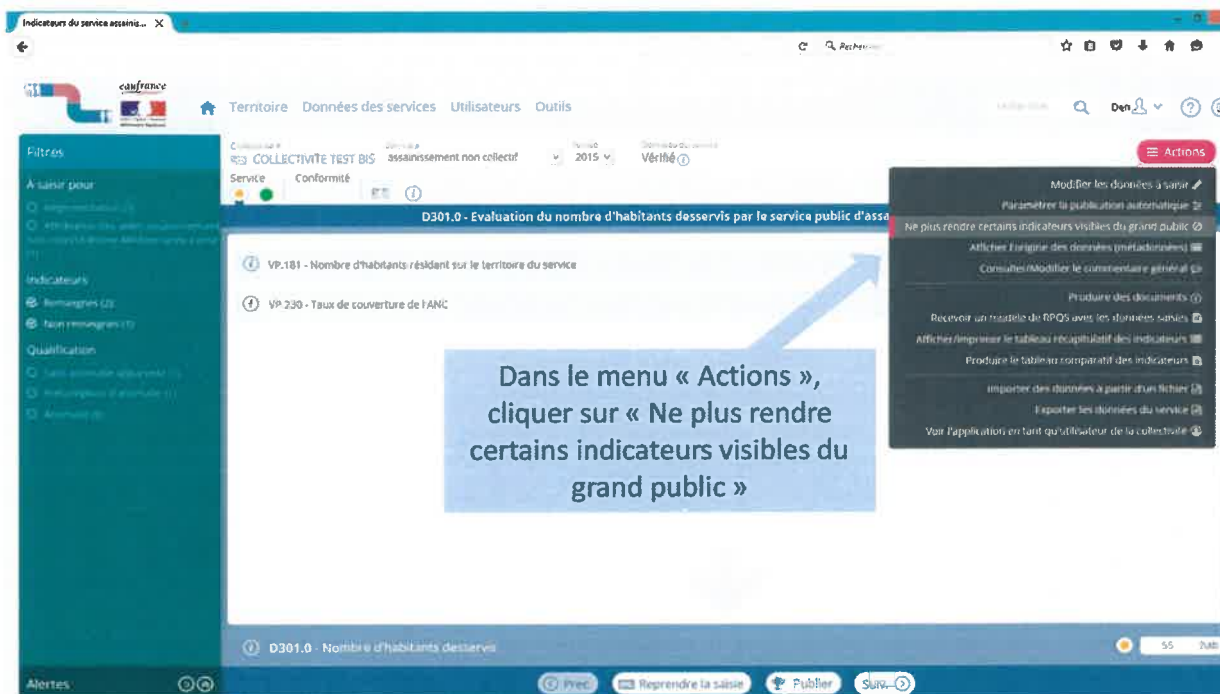 Indicateurs du service assainis...
Rechercher
eaufrance
Territoire Données des services Utilisateurs Outils
Den
Filtres
COLLECTIVITE TEST BIS assainissement non collectif 2015 Vérifié
Actions
À saisir pour
Service Conformité
Modifier les données à saisir
Paramétrer la publication automatique
D301.0 - Evaluation du nombre d'habitants desservis par le service public d'assa
Ne plus rendre certains indicateurs visibles du grand public
Afficher l'origine des données (métadonnées)
VP.181 - Nombre d'habitants résidant sur le territoire du service
Consulter/Modifier le commentaire général
Indicateurs
Renseignés (2)
Non renseignés (1)
VP 230 - Taux de couverture de l'ANC
Produire des documents
Recevoir un modèle de RPQS avec les données saisies
Afficher/imprimer le tableau récapitulatif des indicateurs
Produire le tableau comparatif des indicateurs
Qualification
Importer des données à partir d'un fichier
Exporter les données du service
Voir l'application en tant qu'utilisateur de la collectivité
Dans le menu « Actions »,
cliquer sur « Ne plus rendre
certains indicateurs visibles du
grand public »
D301.0 - Nombre d'habitants desservis
55
Alertes
Prec Reprendre la saisie Publier Suiv.